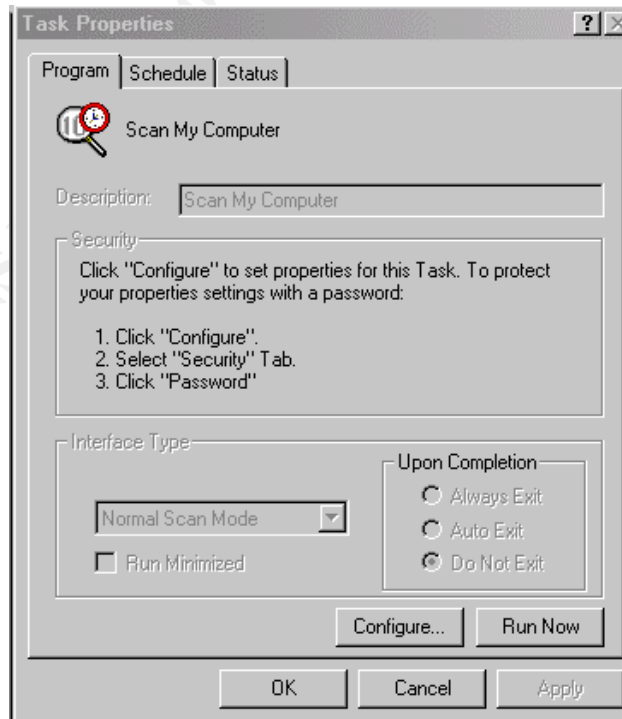 Task Properties
Program
Schedule
Status
Scan My Computer
Description:
Scan My Computer
Security
Click "Configure" to set properties for this Task. To protect
your properties settings with a password:
1. Click "Configure".
2. Select "Security" Tab.
3. Click "Password"
Interface Type
Normal Scan Mode
Run Minimized
Upon Completion
Always Exit
Auto Exit
Do Not Exit
Configure...
Run Now
OK
Cancel
Apply